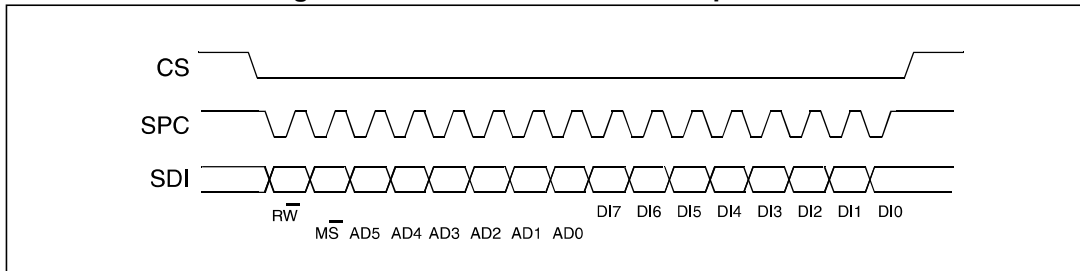 CS
SPC
SDI
RW̅ DI7 DI6 DI5 DI4 DI3 DI2 DI1 DI0
MS̅ AD5 AD4 AD3 AD2 AD1 AD0